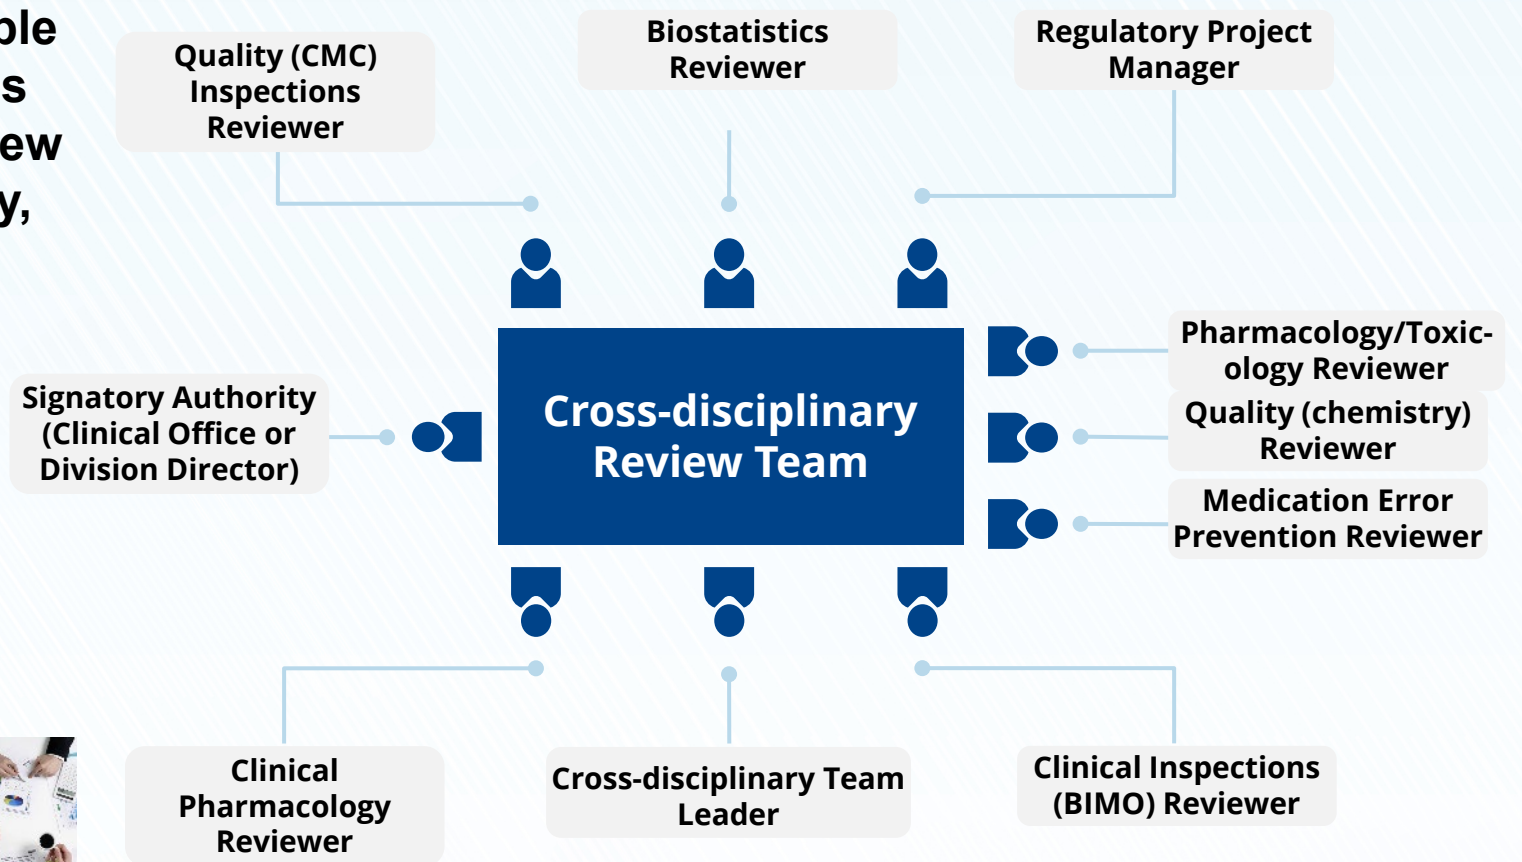 Quality (CMC)
Inspections
Reviewer
Biostatistics
Reviewer
Regulatory Project
Manager
Signatory Authority
(Clinical Office or
Division Director)
Cross-disciplinary
Review Team
Pharmacology/Toxic-
ology Reviewer
Quality (chemistry)
Reviewer
Medication Error
Prevention Reviewer
Clinical
Pharmacology
Reviewer
Cross-disciplinary Team
Leader
Clinical Inspections
(BIMO) Reviewer